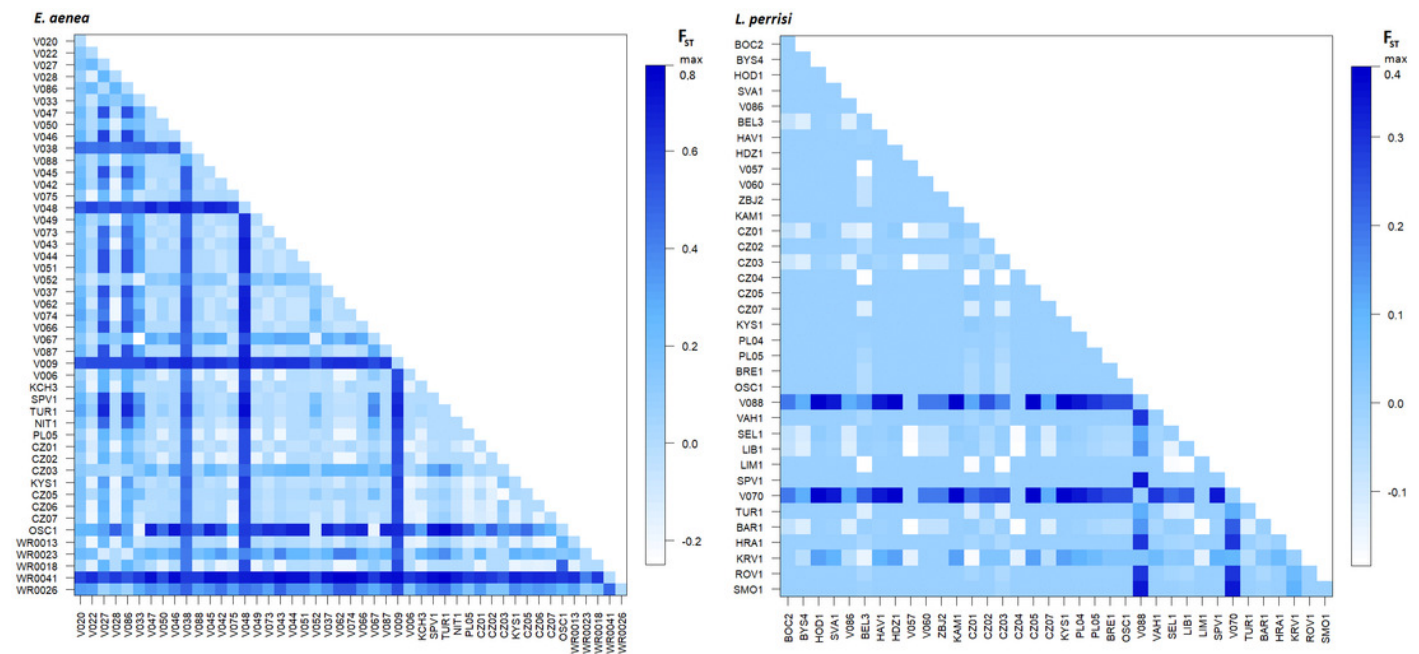 E. aenea
L. perrisi
V020
V022
V027
V028
V086
V033
V047
V050
V046
V038
V088
V045
V042
V075
V048
V049
V073
V043
V044
V051
V052
V037
V062
V074
V066
V067
V087
V009
V006
KCH3
SPV1
TUR1
NIT1
PL05
CZ01
CZ02
CZ03
KYS1
CZ05
CZ06
CZ07
OSC1
WR0013
WR0023
WR0018
WR0041
WR0026
V020
V022
V027
V028
V086
V033
V047
V050
V046
V038
V088
V045
V042
V075
V048
V049
V073
V043
V044
V051
V052
V037
V062
V074
V066
V067
V087
V009
V006
KCH3
SPV1
TUR1
NIT1
PL05
CZ01
CZ02
CZ03
KYS1
CZ05
CZ06
CZ07
OSC1
WR0013
WR0023
WR0018
WR0041
WR0026
FST
max
0.8
0.6
0.4
0.2
0.0
-0.2
BOC2
BYS4
HOD1
SVA1
V086
BEL3
HAV1
HDZ1
V057
V060
ZBJ2
KAM1
CZ01
CZ02
CZ03
CZ04
CZ05
CZ07
KYS1
PL04
PL05
BRE1
OSC1
V088
VAH1
SEL1
LIB1
LIM1
SPV1
V070
TUR1
BAR1
HRA1
KRV1
ROV1
SMO1
BOC2
BYS4
HOD1
SVA1
V086
BEL3
HAV1
HDZ1
V057
V060
ZBJ2
KAM1
CZ01
CZ02
CZ03
CZ04
CZ05
CZ07
KYS1
PL04
PL05
BRE1
OSC1
V088
VAH1
SEL1
LIB1
LIM1
SPV1
V070
TUR1
BAR1
HRA1
KRV1
ROV1
SMO1
FST
max
0.4
0.3
0.2
0.1
0.0
-0.1